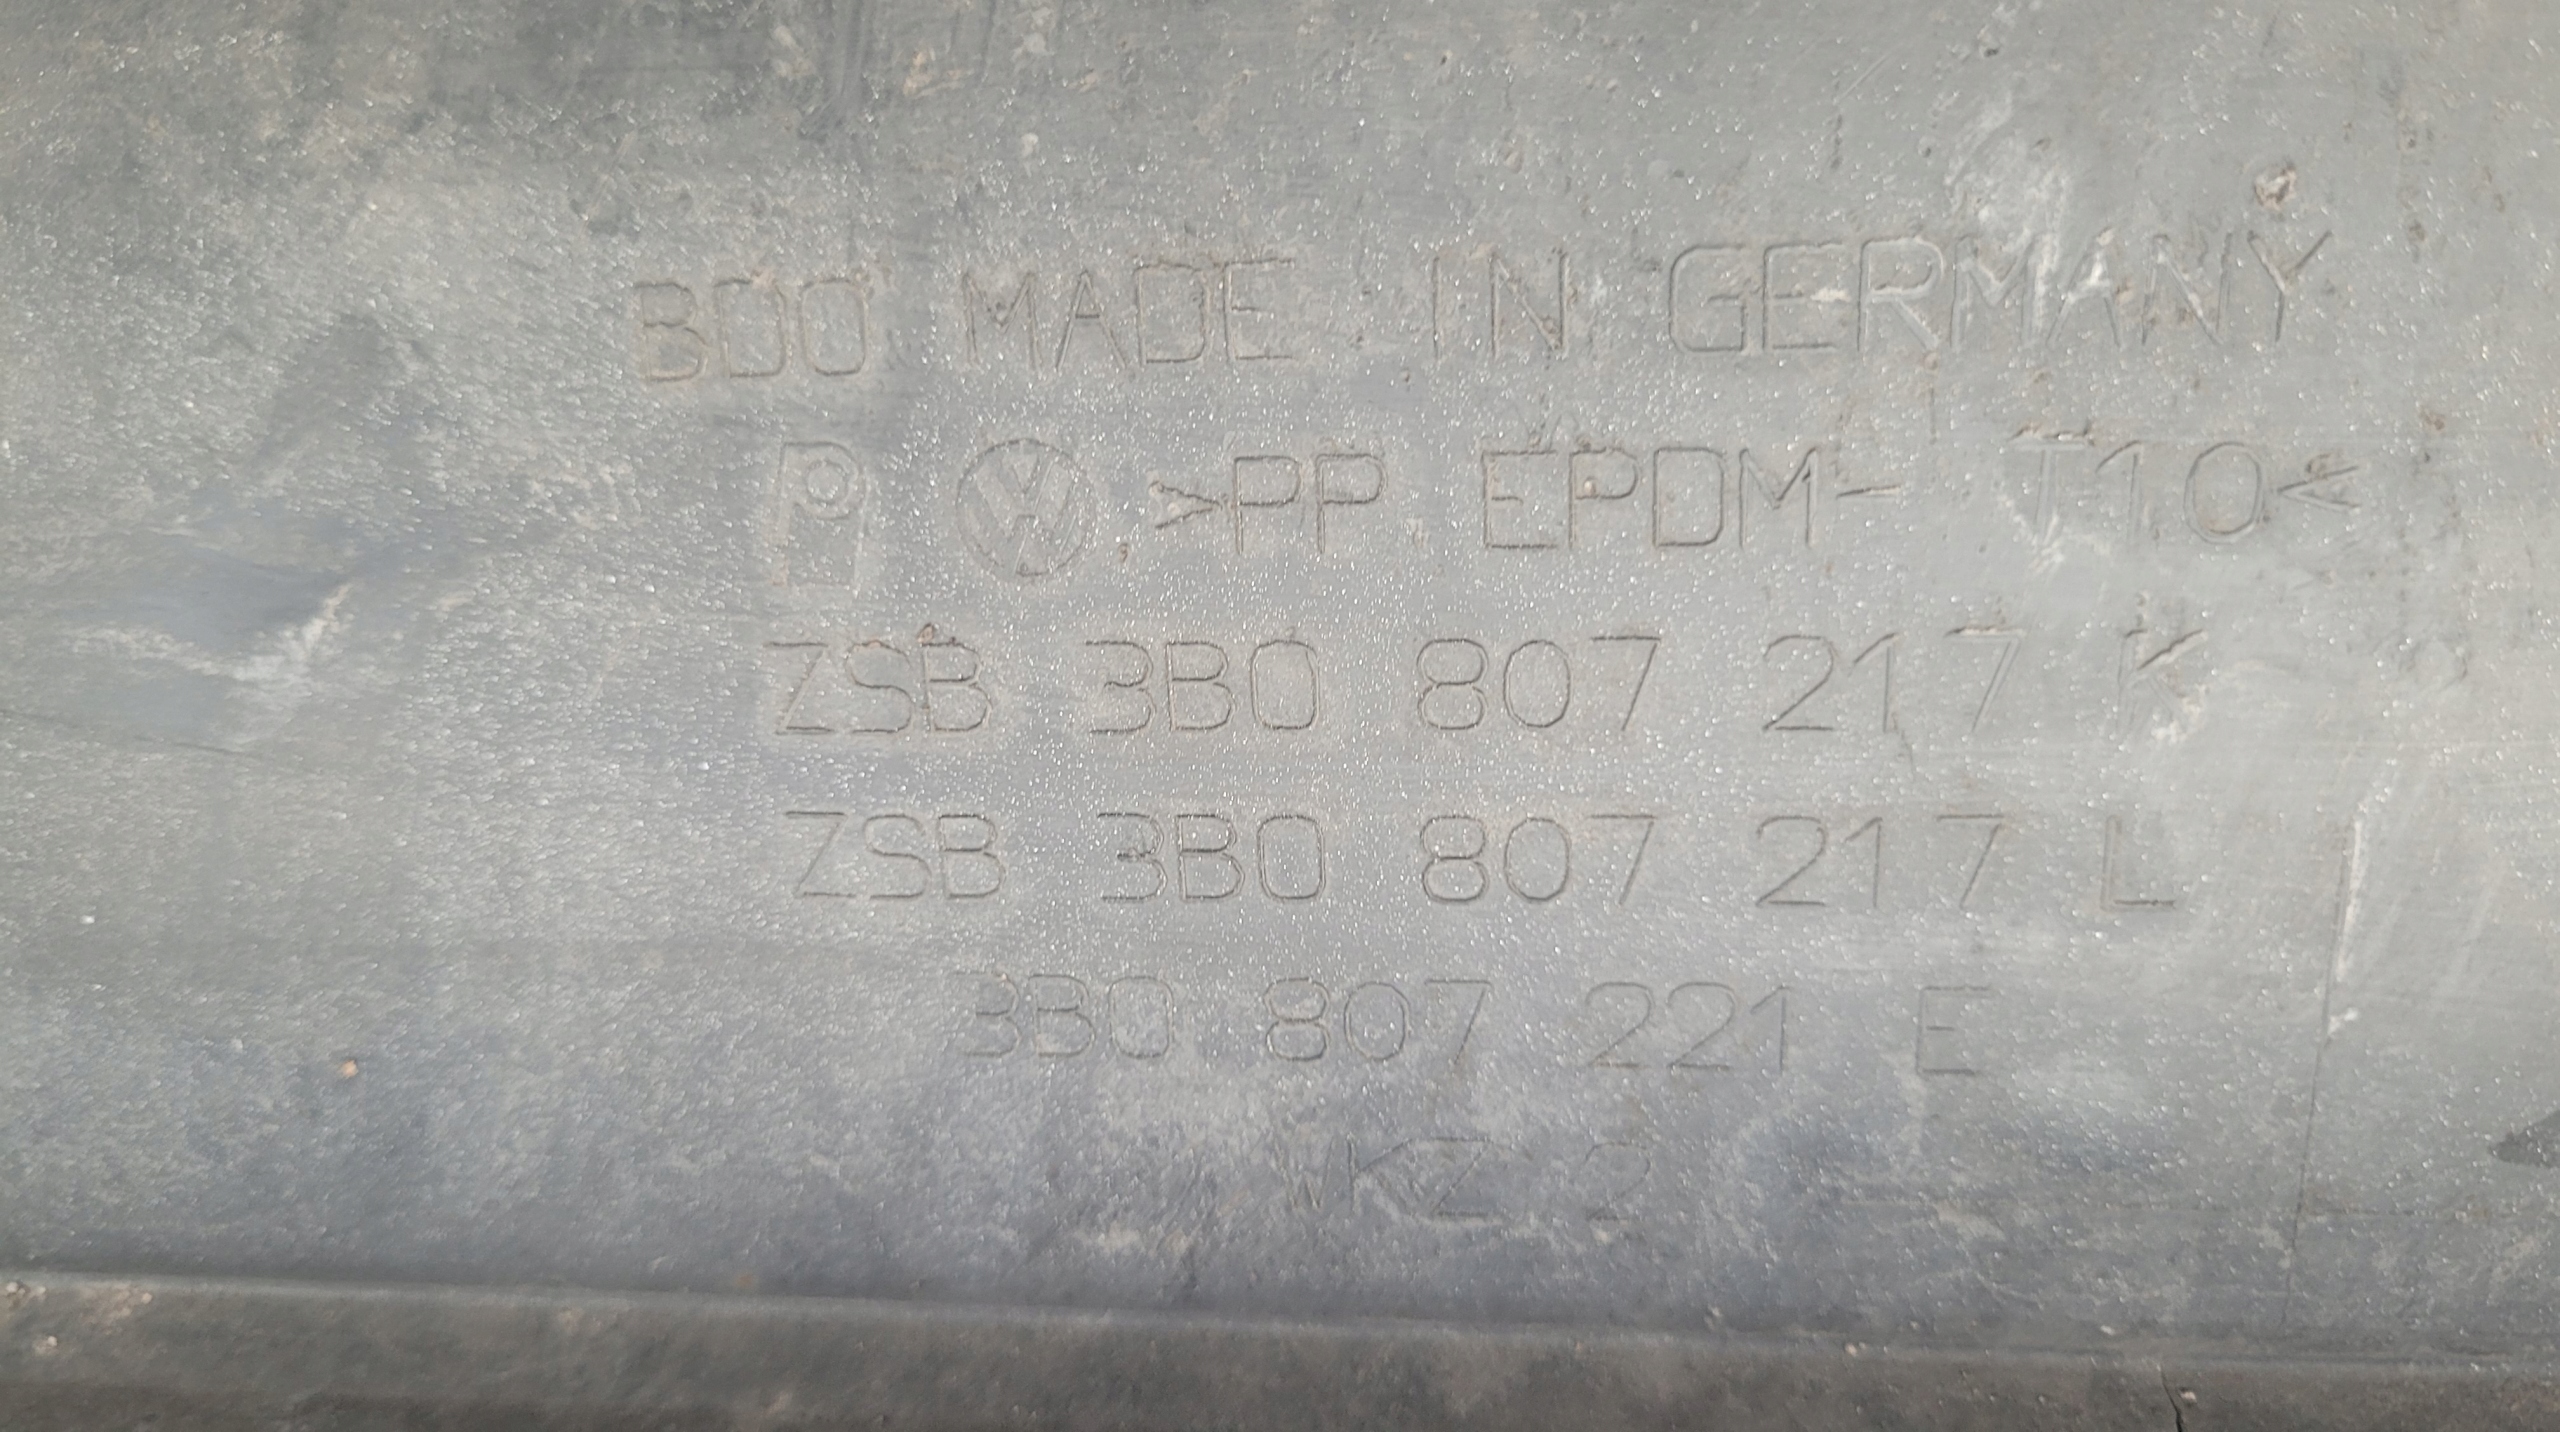 BDO MADE IN GERMANY
P VW >PP EPDM- T10<
ZSB 3B0 807 217 K
ZSB 3B0 807 217 L
3B0 807 221 E
WKZ 2